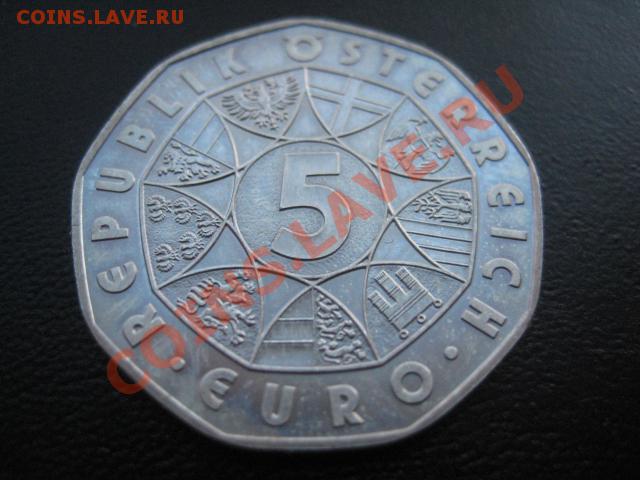 COINS.LAVE.RU
REPUBLIK ÖSTERREICH
5
· EURO ·
COINS.LAVE.RU